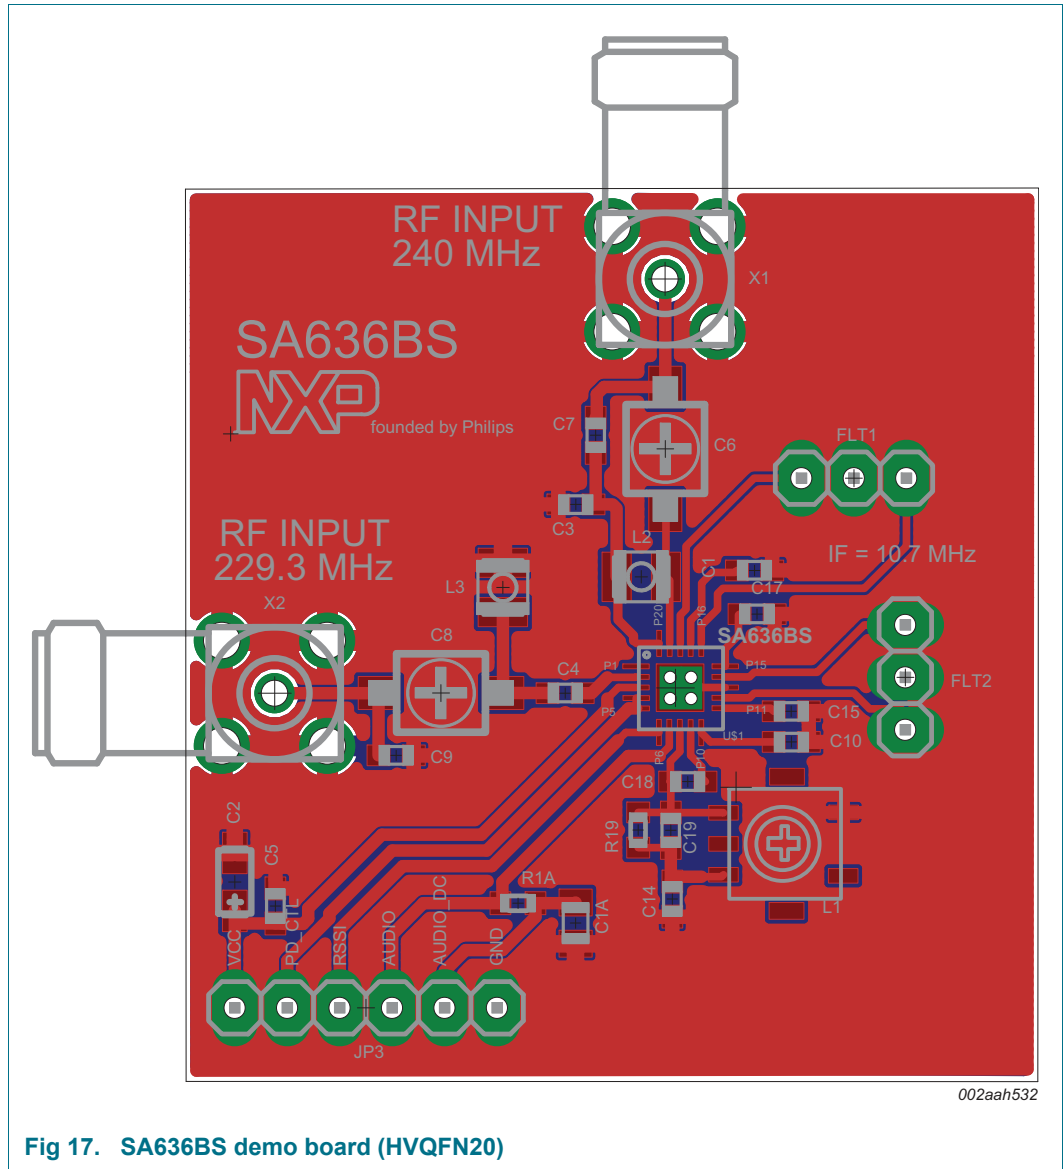 RF INPUT
240 MHz
X1
SA636BS
NXP
founded by Philips
C7
C6
FLT1
C3
RF INPUT
229.3 MHz
L2
IF = 10.7 MHz
C1
C17
X2
L3
P20
P16
SA636BS
C8
C4
P1
P15
FLT2
P5
P11
C15
U$1
C10
C9
P6
P10
C18
C2
R19
C19
C5
R1A
C14
L1
C1A
VCC
PD_CTL
RSSI
AUDIO
AUDIO_DC
GND
JP3
002aah532
Fig 17. SA636BS demo board (HVQFN20)